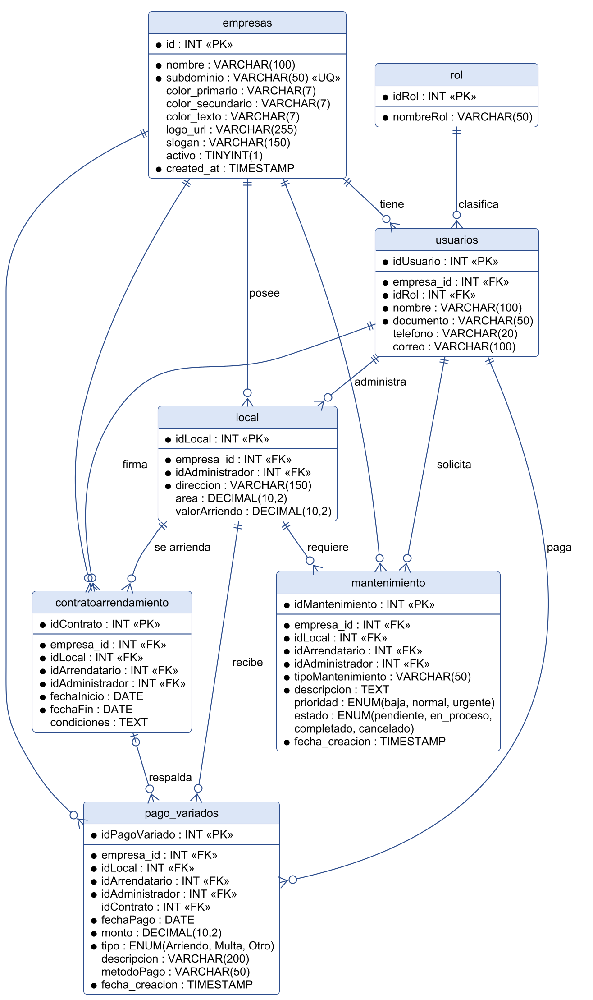 empresas
id : INT «PK»
nombre : VARCHAR(100)
subdominio : VARCHAR(50) «UQ»
color_primario : VARCHAR(7)
color_secundario : VARCHAR(7)
color_texto : VARCHAR(7)
logo_url : VARCHAR(255)
slogan : VARCHAR(150)
activo : TINYINT(1)
created_at : TIMESTAMP
rol
idRol : INT «PK»
nombreRol : VARCHAR(50)
tiene
clasifica
usuarios
idUsuario : INT «PK»
empresa_id : INT «FK»
idRol : INT «FK»
nombre : VARCHAR(100)
documento : VARCHAR(50)
telefono : VARCHAR(20)
correo : VARCHAR(100)
posee
administra
local
idLocal : INT «PK»
empresa_id : INT «FK»
idAdministrador : INT «FK»
direccion : VARCHAR(150)
area : DECIMAL(10,2)
valorArriendo : DECIMAL(10,2)
firma
solicita
se arrienda
requiere
paga
contratoarrendamiento
idContrato : INT «PK»
empresa_id : INT «FK»
idLocal : INT «FK»
idArrendatario : INT «FK»
idAdministrador : INT «FK»
fechaInicio : DATE
fechaFin : DATE
condiciones : TEXT
recibe
mantenimiento
idMantenimiento : INT «PK»
empresa_id : INT «FK»
idLocal : INT «FK»
idArrendatario : INT «FK»
idAdministrador : INT «FK»
tipoMantenimiento : VARCHAR(50)
descripcion : TEXT
prioridad : ENUM(baja, normal, urgente)
estado : ENUM(pendiente, en_proceso,
completado, cancelado)
fecha_creacion : TIMESTAMP
respalda
pago_variados
idPagoVariado : INT «PK»
empresa_id : INT «FK»
idLocal : INT «FK»
idArrendatario : INT «FK»
idAdministrador : INT «FK»
idContrato : INT «FK»
fechaPago : DATE
monto : DECIMAL(10,2)
tipo : ENUM(Arriendo, Multa, Otro)
descripcion : VARCHAR(200)
metodoPago : VARCHAR(50)
fecha_creacion : TIMESTAMP